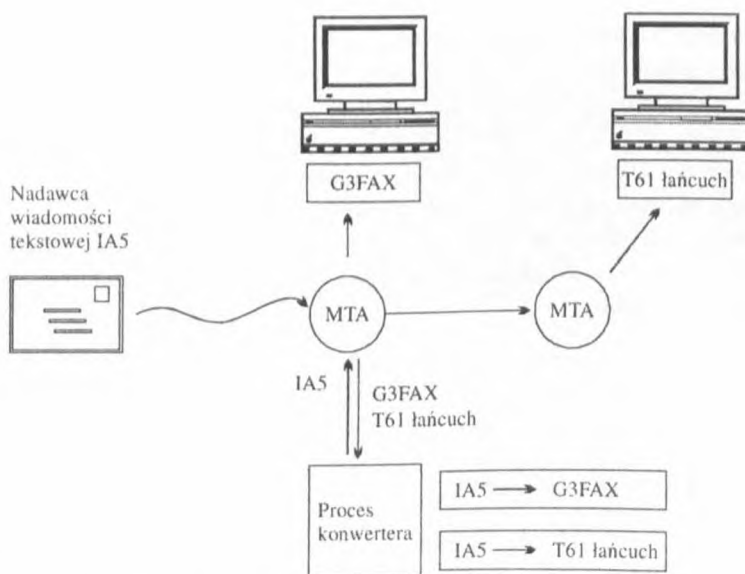 G3FAX
T61 łańcuch
Nadawca
wiadomości
tekstowej IA5
MTA
MTA
IA5
G3FAX
T61 łańcuch
Proces
konwertera
IA5 → G3FAX
IA5 → T61 łańcuch